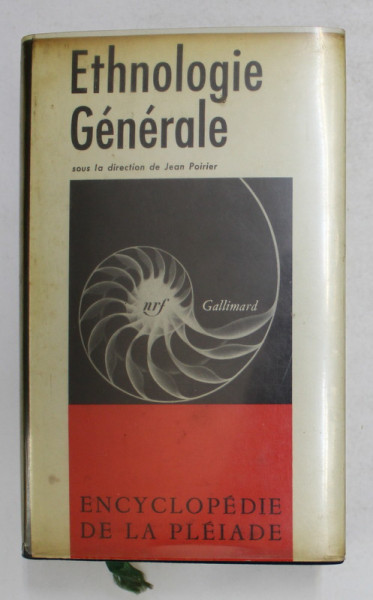 Ethnologie
Générale
sous la direction de Jean Poirier
nrf Gallimard
ENCYCLOPÉDIE
DE LA PLÉIADE